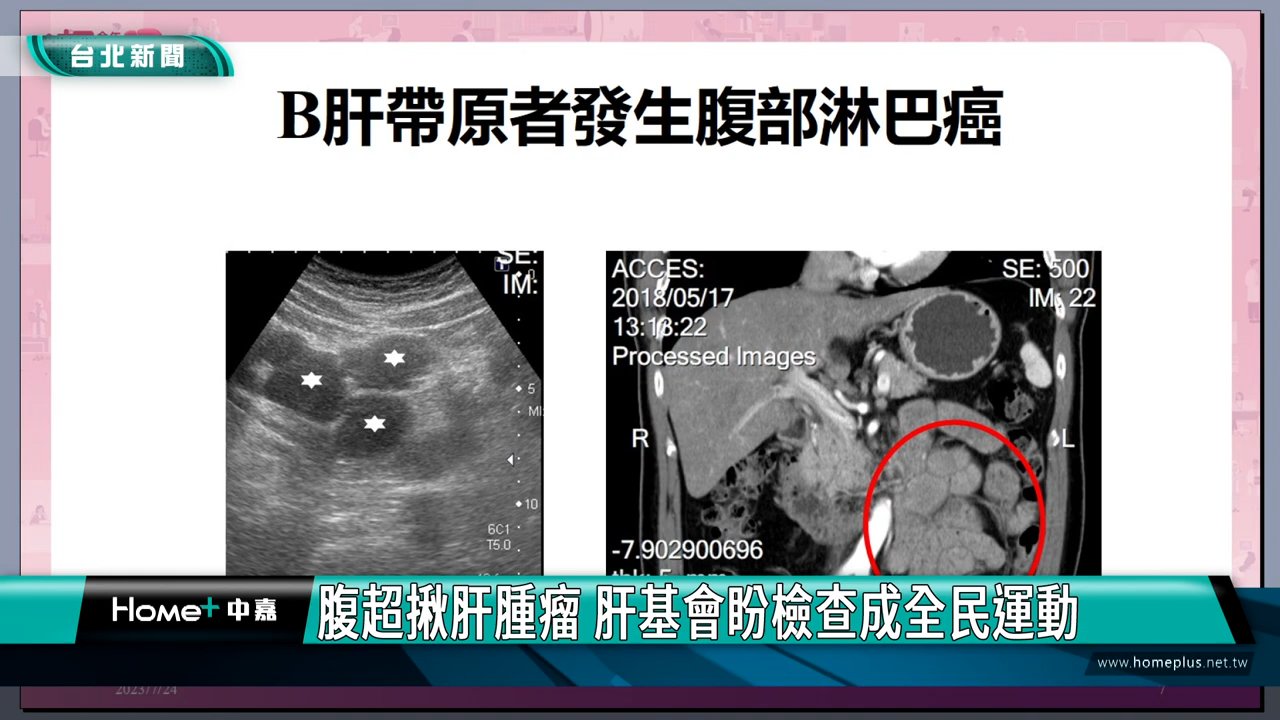 台北新聞
B肝帶原者發生腹部淋巴癌
SE:
IM:
0
5
MI:
10
6C1
T5.0
ACCES:
2018/05/17
13:13:22
Processed Images
SE: 500
IM: 22
R
L
-7.902900696
Home+中嘉
腹超揪肝腫瘤 肝基會盼檢查成全民運動
www.homeplus.net.tw
2023/7/24
7